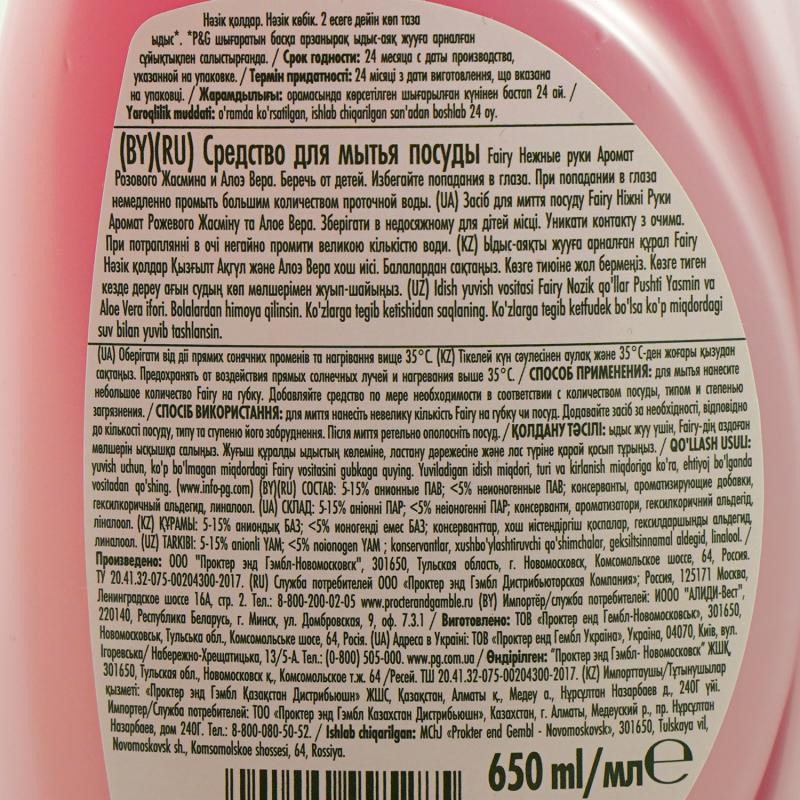 Нәзік қолдар. Нәзік көбік. 2 есеге дейін көп таза
ыдыс*. *P&G шығаратын басқа арзанырақ ыдыс-аяқ жууға арналған
сұйықтықпен салыстырғанда. / Срок годности: 24 месяца с даты производства,
указанной на упаковке. / Термін придатності: 24 місяці з дати виготовлення, що вказана
на упаковці. / Жарамдылығы: орамасында көрсетілген шығарылған күнінен бастап 24 ай. /
Yaroqlilik muddati: o'ramda ko'rsatilgan, ishlab chiqarilgan san'adan boshlab 24 oy.
(BY)(RU) Средство для мытья посуды Fairy Нежные руки Аромат
Розового Жасмина и Алоэ Вера. Беречь от детей. Избегайте попадания в глаза. При попадании в глаза
немедленно промыть большим количеством проточной воды. (UA) Засіб для миття посуду Fairy Ніжні Руки
Аромат Рожевого Жасміну та Алое Вера. Зберігати в недосяжному для дітей місці. Уникати контакту з очима.
При потраплянні в очі негайно промити великою кількістю води. (KZ) Ыдыс-аяқты жууға арналған құрал Fairy
Нәзік қолдар Қызғылт Ақгүл және Алоэ Вера хош иісі. Балалардан сақтаңыз. Көзге тиюіне жол бермеңіз. Көзге тиген
кезде дереу ағын судың көп мөлшерімен жуып-шайыңыз. (UZ) Idish yuvish vositasi Fairy Nozik qo'llar Pushti Yasmin va
Aloe Vera ifori. Bolalardan himoya qilinsin. Ko'zlarga tegib ketishidan saqlaning. Ko'zlarga tegib ketfudek bo'lsa ko'p miqdordagi
suv bilan yuvib tashlansin.
(UA) Оберігати від дії прямих сонячних променів та нагрівання вище 35°C. (KZ) Тікелей күн сәулесінен аулақ және 35°C-ден жоғары қызудан
сақтаңыз. Предохранять от воздействия прямых солнечных лучей и нагревания выше 35°C. / СПОСОБ ПРИМЕНЕНИЯ: для мытья нанесите
небольшое количество Fairy на губку. Добавляйте средство по мере необходимости в соответствии с количеством посуды, типом и степенью
загрязнения. / СПОСІБ ВИКОРИСТАННЯ: для миття нанесіть невелику кількість Fairy на губку чи посуд. Додавайте засіб за необхідності, відповідно
до кількості посуду, типу та ступеню його забруднення. Після миття ретельно ополосніть посуд. / ҚОЛДАНУ ТӘСІЛІ: ыдыс жуу үшін, Fairy-дің аздаған
мөлшерін ысқышқа салыңыз. Жуғыш құралды ыдыстың көлеміне, ластану дәрежесіне және лас түріне қарай қосып тұрыңыз. / QO'LLASH USULI:
yuvish uchun, ko'p bo'lmagan miqdordagi Fairy vositasini gubkaga quying. Yuviladigan idish miqdori, turi va kirlanish miqdoriga ko'ra, ehtiyoj bo'lganda
vositadan qo'shing. (www.info-pg.com) (BY)(RU) СОСТАВ: 5-15% анионные ПАВ; <5% неионогенные ПАВ; консерванты, ароматизирующие добавки,
гексилкоричный альдегид, линалоол. (UA) СКЛАД: 5-15% аніонні ПАР; <5% неіоногенні ПАР; консерванти, ароматизатори, гексилкоричний альдегід,
ліналоол. (KZ) ҚҰРАМЫ: 5-15% аниондық БАЗ; <5% ионогенді емес БАЗ; консерванттар, хош иістендіргіш қоспалар, гексилдаршынды альдегид,
линалоол. (UZ) TARKIBI: 5-15% anionli YAM; <5% noionogen YAM ; konservantlar, xushbo'ylashtiruvchi qo'shimchalar, geksiltsinnamal aldegid, linalool. /
Произведено: ООО "Проктер энд Гэмбл-Новомосковск", 301650, Тульская область, г. Новомосковск, Комсомольское шоссе, 64, Россия.
ТУ 20.41.32-075-00204300-2017. (RU) Служба потребителей ООО «Проктер энд Гэмбл Дистрибьюторская Компания»; Россия, 125171 Москва,
Ленинградское шоссе 16А, стр. 2. Тел.: 8-800-200-02-05 www.procterandgamble.ru (BY) Импортёр/служба потребителей: ИООО "АЛИДИ-Вест",
220140, Республика Беларусь, г. Минск, ул. Домбровская, 9, оф. 7.3.1 / Виготовлено: ТОВ «Проктер енд Гембл-Новомосковськ», 301650,
Новомосковськ, Тульська обл., Комсомольське шосе, 64, Росія. (UA) Адреса в Україні: ТОВ «Проктер енд Гембл Україна», Україна, 04070, Київ, вул.
Ігоревська/ Набережно-Хрещатицька, 13/5-А. Тел.: (0-800) 505-000. www.pg.com.ua / Өндірілген: "Проктер энд Гэмбл- Новомосковск" ЖШҚ,
301650, Тульская обл., Новомосковск қ., Комсомольское т.ж. 64 /Ресей. ТШ 20.41.32-075-00204300-2017. (KZ) Импорттаушы/Тұтынушылар
қызметі: «Проктер энд Гэмбл Қазақстан Дистрибьюшн» ЖШС, Қазақстан, Алматы қ., Медеу а., Нұрсұлтан Назарбаев д., 240Г үйі.
Импортер/Служба потребителей: ТОО «Проктер энд Гэмбл Казахстан Дистрибьюшн», Казахстан, г. Алматы, Медеуский р., пр. Нұрсұлтан
Назарбаев, дом 240Г. Тел.: 8-800-080-50-52. / Ishlab chiqarilgan: MChJ «Prokter end Gembl - Novomoskovsk», 301650, Tulskaya vil,
Novomoskovsk sh., Komsomolskoe shossesi, 64, Rossiya.
650 ml/мл℮